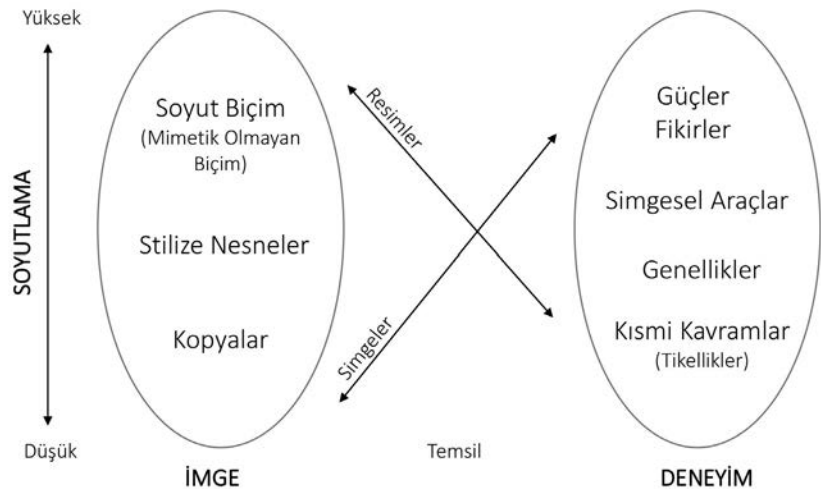 Yüksek
SOYUTLAMA
Düşük
Soyut Biçim
(Mimetik Olmayan
Biçim)
Stilize Nesneler
Kopyalar
İMGE
Resimler
Simgeler
Temsil
Güçler
Fikirler
Simgesel Araçlar
Genellikler
Kısmi Kavramlar
(Tikellikler)
DENEYİM